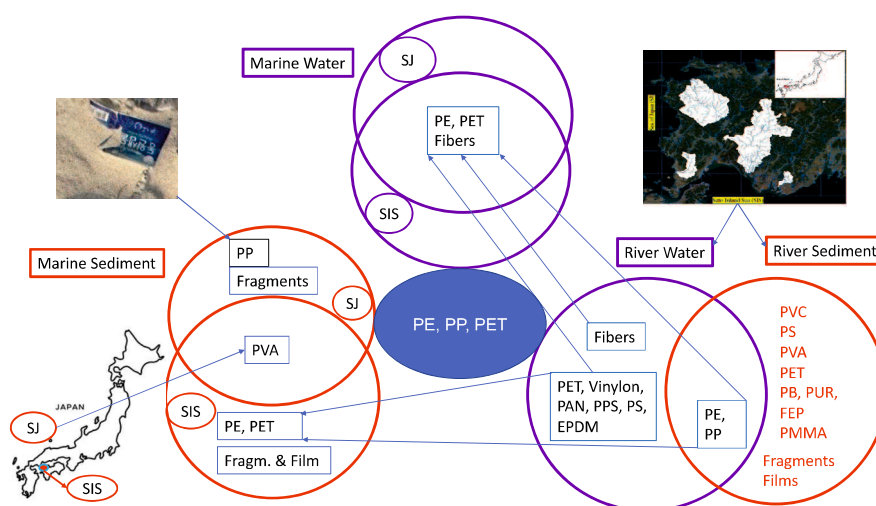 Marine Water
SJ
PE, PET
Fibers
SIS
Marine Sediment
PP
Fragments
SJ
PVA
SIS
PE, PET
Fragm. & Film
JAPAN
SJ
SIS
PE, PP, PET
River Water
River Sediment
Fibers
PET, Vinylon,
PAN, PPS, PS,
EPDM
PE,
PP
PVC
PS
PVA
PET
PB, PUR,
FEP
PMMA
Fragments
Films